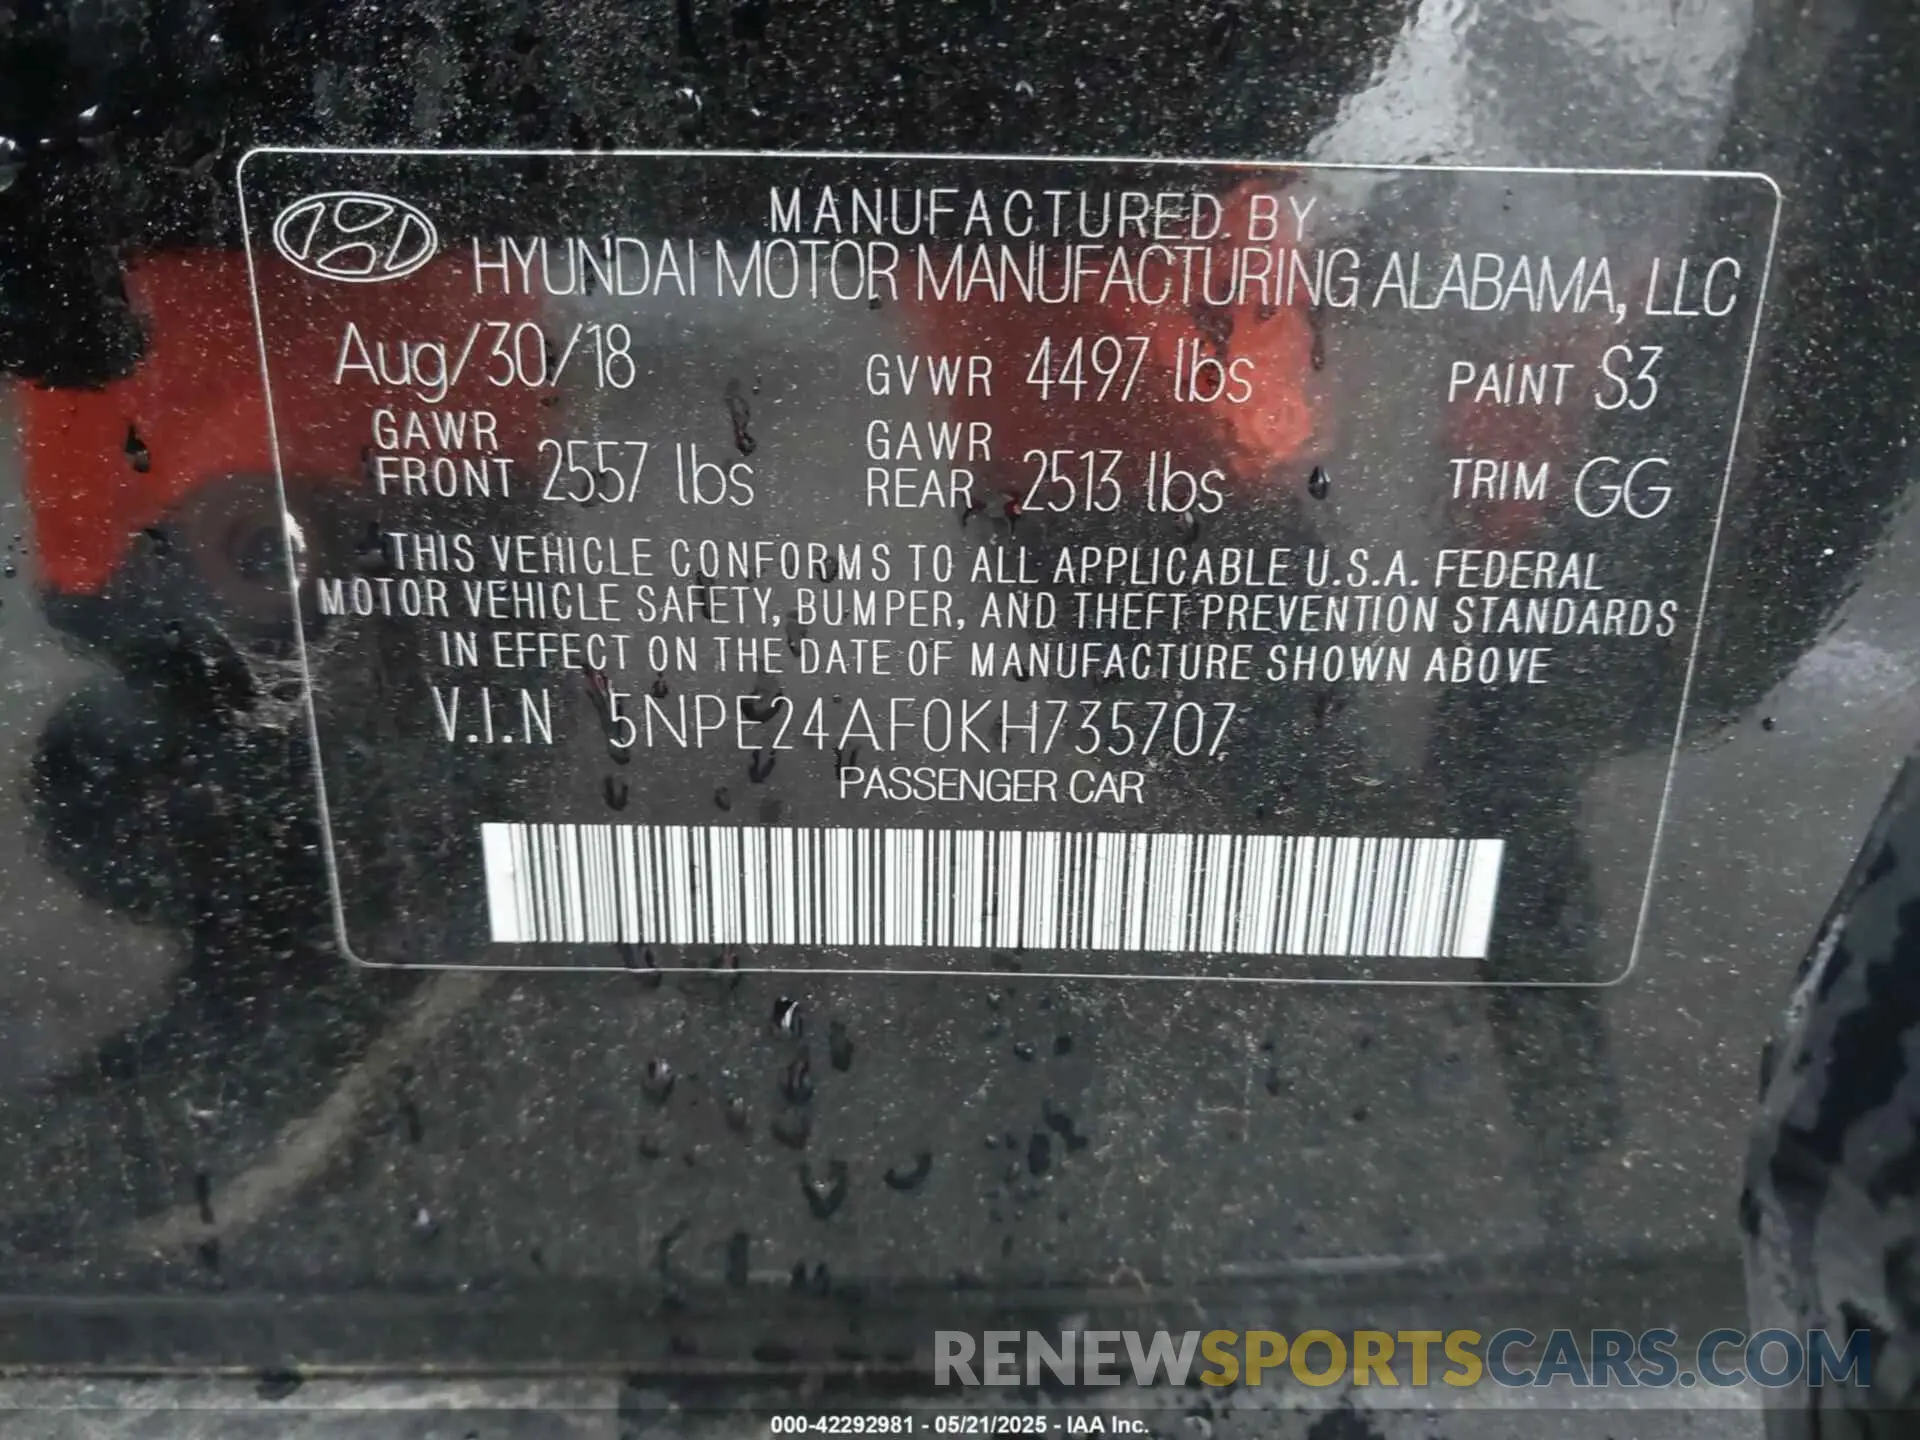 MANUFACTURED BY
HYUNDAI MOTOR MANUFACTURING ALABAMA, LLC
Aug/30/18 GVWR 4497 lbs PAINT S3
GAWR FRONT 2557 lbs GAWR REAR 2513 lbs TRIM GG
THIS VEHICLE CONFORMS TO ALL APPLICABLE U.S.A. FEDERAL
MOTOR VEHICLE SAFETY, BUMPER, AND THEFT PREVENTION STANDARDS
IN EFFECT ON THE DATE OF MANUFACTURE SHOWN ABOVE
V.I.N 5NPE24AF0KH735707
PASSENGER CAR
RENEWSPORTSCARS.COM
000-42292981 - 05/21/2025 - IAA Inc.